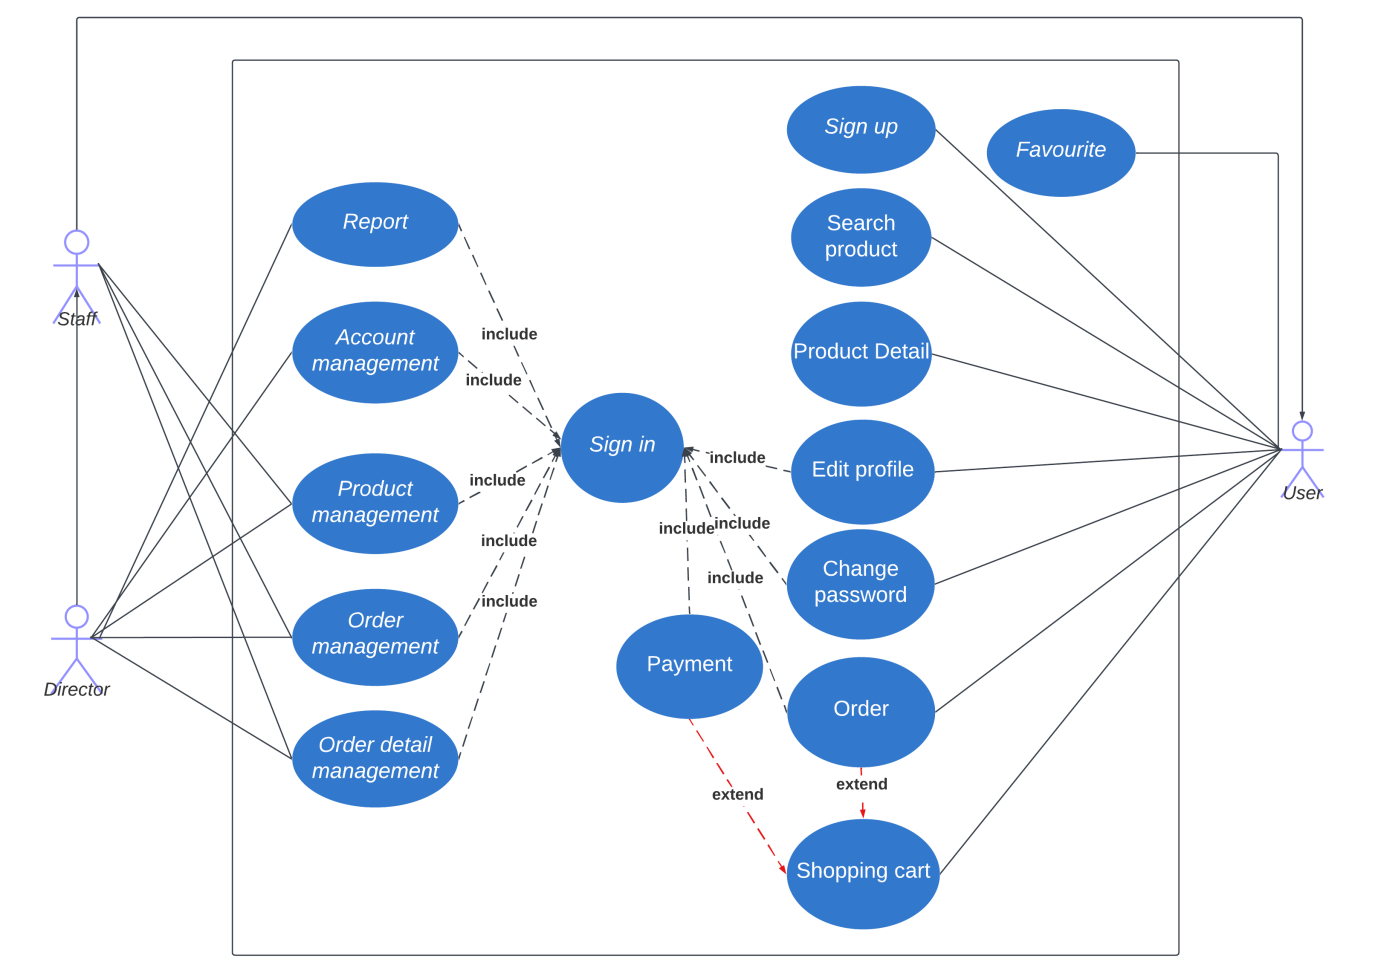 Sign up
Favourite
Report
Search
product
Staff
Account
management
include
Product Detail
include
Sign in
include
Edit profile
User
Product
management
include
include
include
include
Change
password
include
include
Order
management
Payment
Director
Order
Order detail
management
extend
extend
Shopping cart